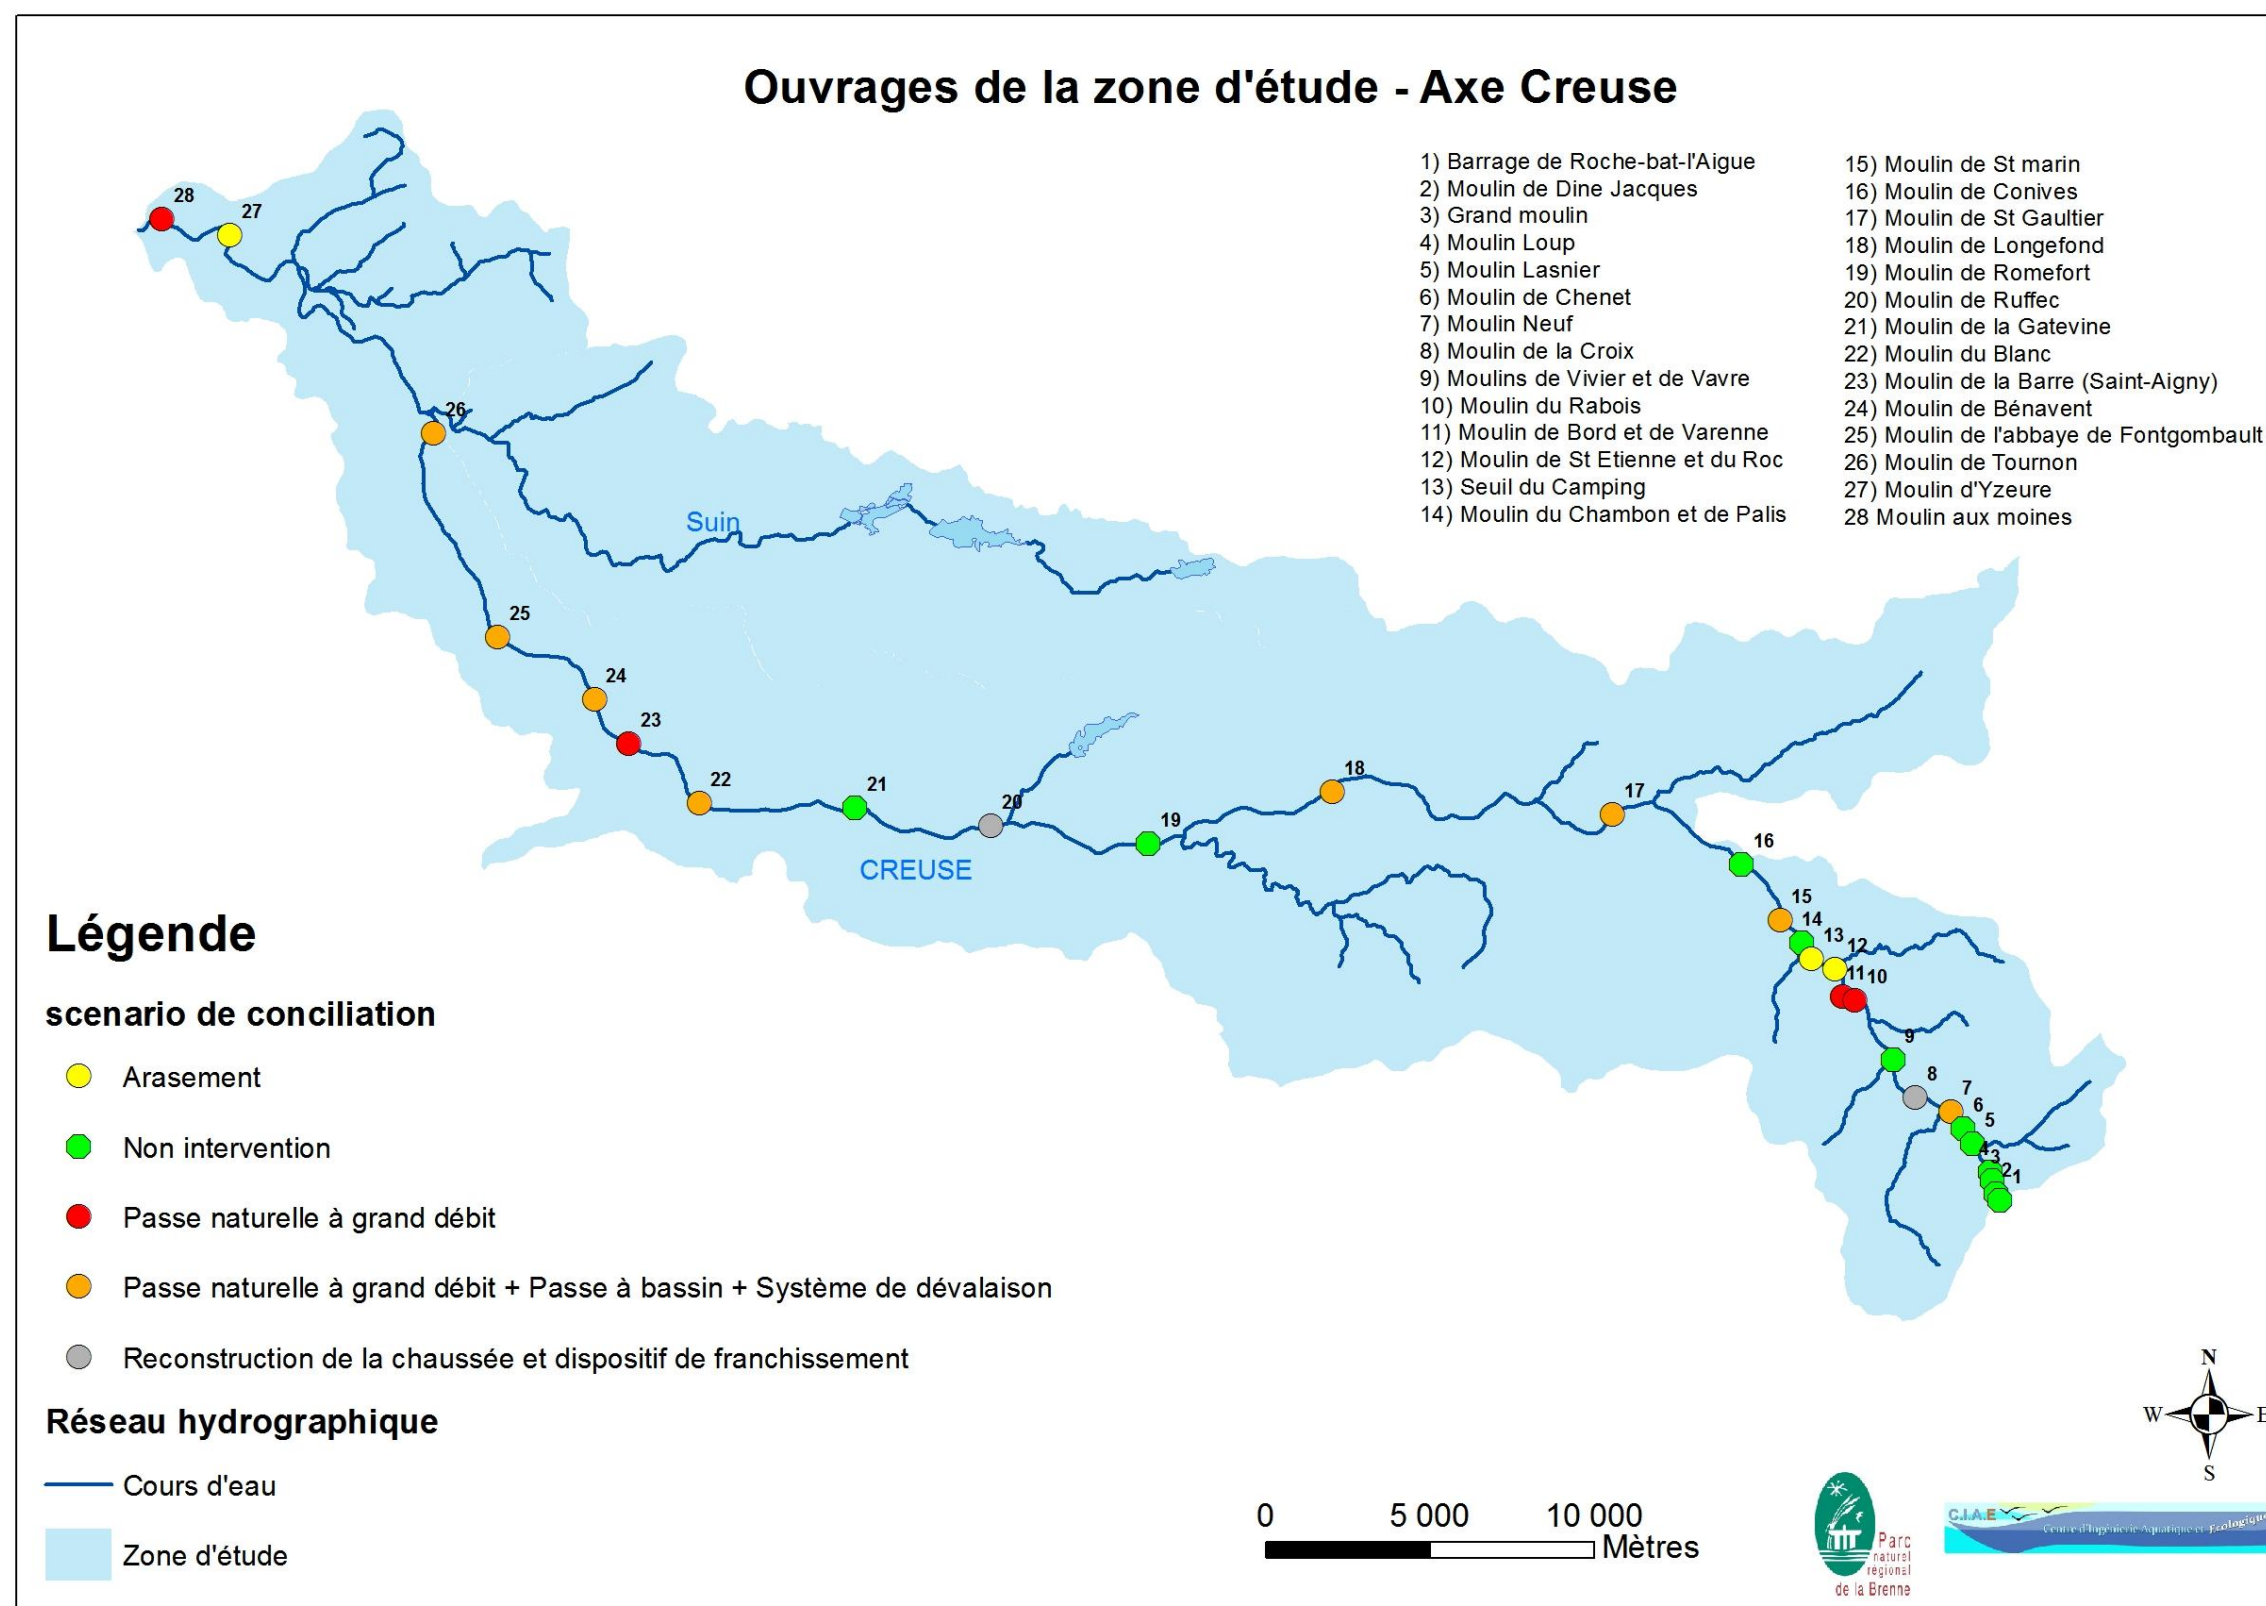 Ouvrages de la zone d'étude - Axe Creuse
1) Barrage de Roche-bat-l'Aigue
2) Moulin de Dine Jacques
3) Grand moulin
4) Moulin Loup
5) Moulin Lasnier
6) Moulin de Chenet
7) Moulin Neuf
8) Moulin de la Croix
9) Moulins de Vivier et de Vavre
10) Moulin du Rabois
11) Moulin de Bord et de Varenne
12) Moulin de St Etienne et du Roc
13) Seuil du Camping
14) Moulin du Chambon et de Palis
15) Moulin de St marin
16) Moulin de Conives
17) Moulin de St Gaultier
18) Moulin de Longefond
19) Moulin de Romefort
20) Moulin de Ruffec
21) Moulin de la Gatevine
22) Moulin du Blanc
23) Moulin de la Barre (Saint-Aigny)
24) Moulin de Bénavent
25) Moulin de l'abbaye de Fontgombault
26) Moulin de Tournon
27) Moulin d'Yzeure
28 Moulin aux moines
28
27
26
Suin
25
24
23
22
21
20
CREUSE
19
18
17
16
15
14
13
12
11
10
9
8
7
6
5
4
3
2
1
Légende
scenario de conciliation
Arasement
Non intervention
Passe naturelle à grand débit
Passe naturelle à grand débit + Passe à bassin + Système de dévalaison
Reconstruction de la chaussée et dispositif de franchissement
Réseau hydrographique
Cours d'eau
Zone d'étude
0 5 000 10 000
Mètres
N
W E
S
Parc
naturel
régional
de la Brenne
C.I.A.E
Centre d'Ingénierie Aquatique et Ecologique